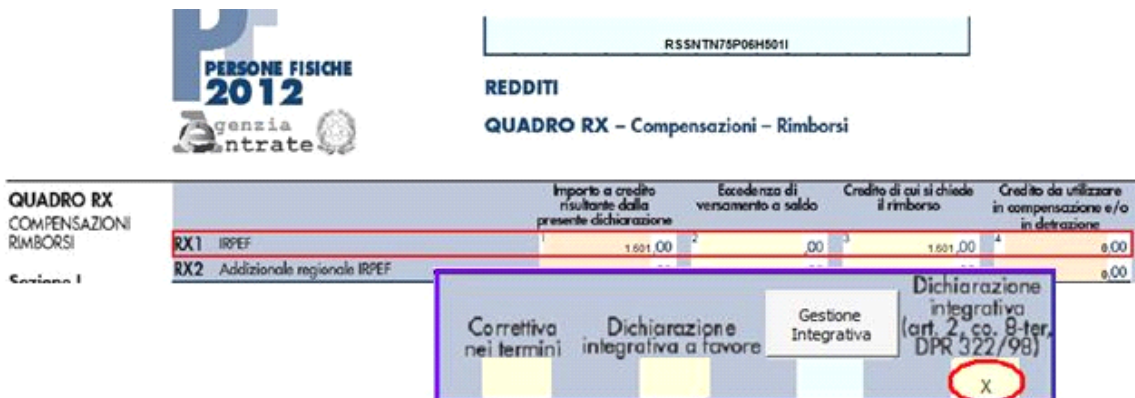 RSSNTN75P06H501I
PERSONE FISICHE
2012
Agenzia
Entrate
REDDITI
QUADRO RX – Compensazioni – Rimborsi
QUADRO RX
COMPENSAZIONI
RIMBORSI
Sezione I
Importo a credito risultante dalla presente dichiarazione
Eccedenza di versamento a saldo
Credito di cui si chiede il rimborso
Credito da utilizzare in compensazione e/o in detrazione
RX1 IRPEF 1 1.601,00 2 ,00 3 1.601,00 4 0,00
RX2 Addizionale regionale IRPEF 0,00
Correttiva nei termini
Dichiarazione integrativa a favore
Gestione Integrativa
Dichiarazione integrativa (art. 2, co. 8-ter, DPR 322/98)
X